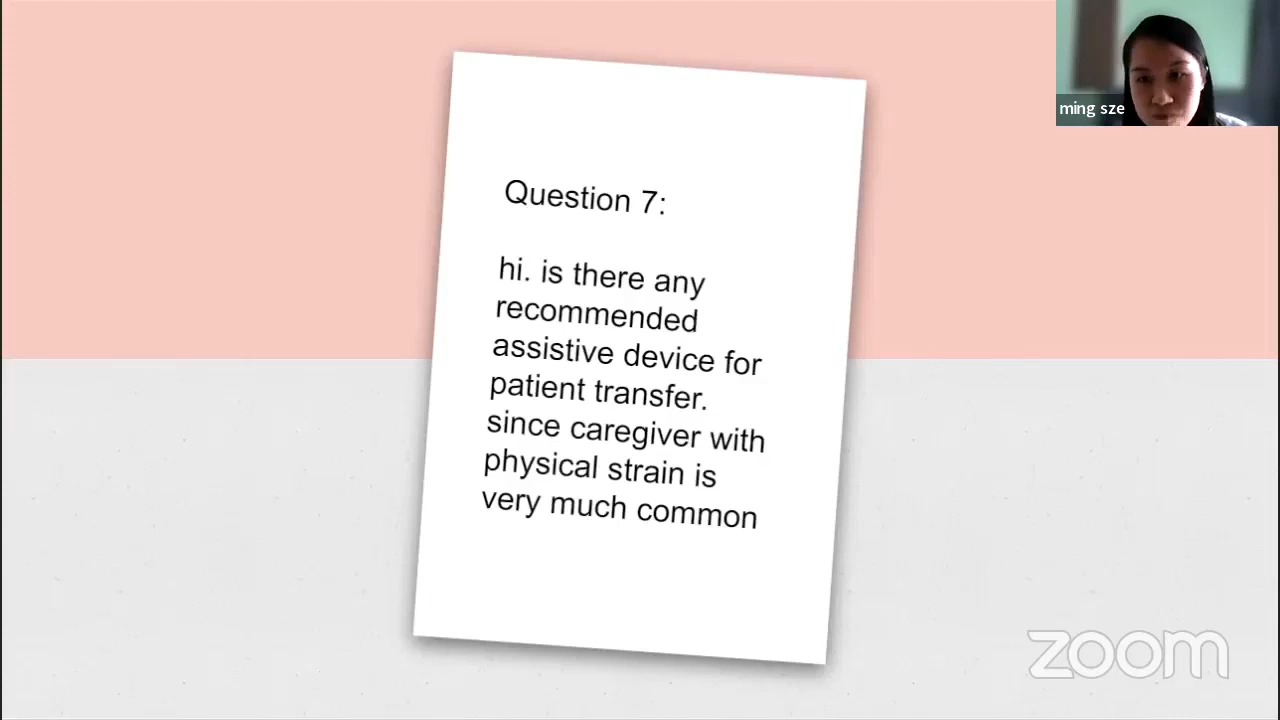 ming sze
Question 7:
hi. is there any
recommended
assistive device for
patient transfer.
since caregiver with
physical strain is
very much common
zoom